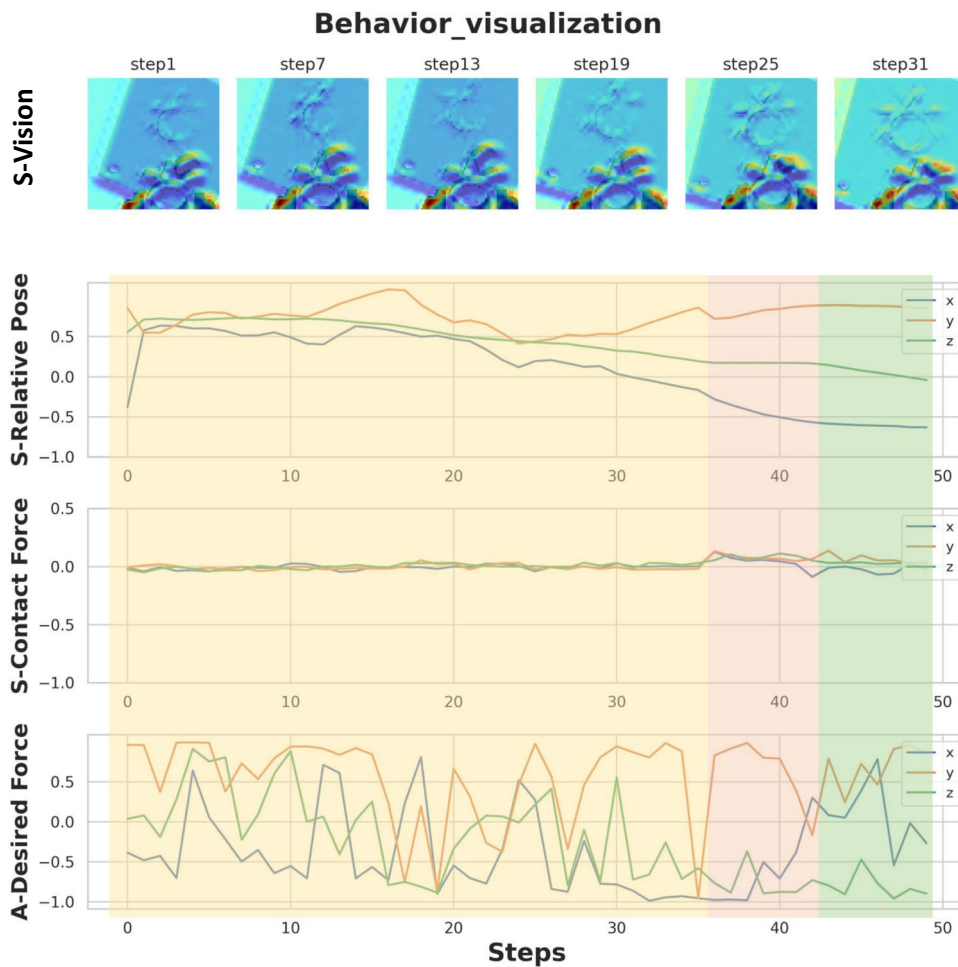 Behavior_visualization
step1 step7 step13 step19 step25 step31
S-Vision
S-Relative Pose
0.5
0.0
−0.5
−1.0
x
y
z
0 10 20 30 40 50
S-Contact Force
0.5
0.0
−0.5
−1.0
x
y
z
0 10 20 30 40 50
A-Desired Force
0.5
0.0
−0.5
−1.0
x
y
z
0 10 20 30 40 50
Steps